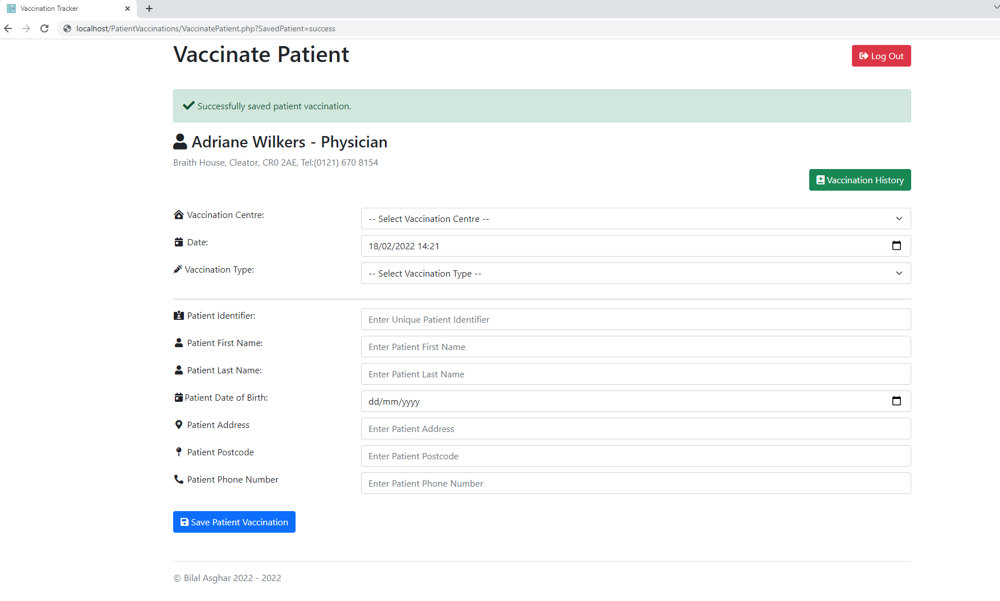 Vaccination Tracker
localhost/PatientVaccinations/VaccinatePatient.php?SavedPatient=success
Vaccinate Patient
Log Out
Successfully saved patient vaccination.
Adriane Wilkers - Physician
Braith House, Cleator, CR0 2AE, Tel:(0121) 670 8154
Vaccination History
Vaccination Centre:
-- Select Vaccination Centre --
Date:
18/02/2022 14:21
Vaccination Type:
-- Select Vaccination Type --
Patient Identifier:
Enter Unique Patient Identifier
Patient First Name:
Enter Patient First Name
Patient Last Name:
Enter Patient Last Name
Patient Date of Birth:
dd/mm/yyyy
Patient Address
Enter Patient Address
Patient Postcode
Enter Patient Postcode
Patient Phone Number
Enter Patient Phone Number
Save Patient Vaccination
© Bilal Asghar 2022 - 2022